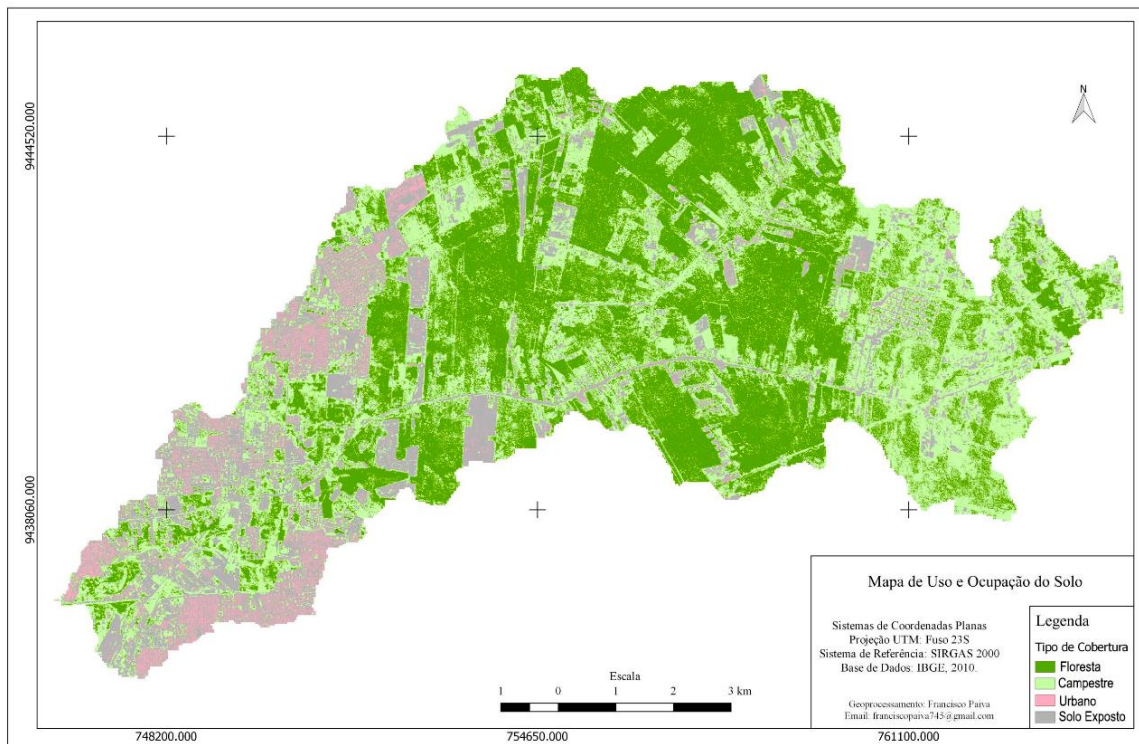 N
9444520.000
9438060.000
Mapa de Uso e Ocupação do Solo
Sistemas de Coordenadas Planas
Projeção UTM: Fuso 23S
Sistema de Referência: SIRGAS 2000
Base de Dados: IBGE, 2010.
Geoprocessamento: Francisco Paiva
Email: franciscopaiva745@gmail.com
Legenda
Tipo de Cobertura
Floresta
Campestre
Urbano
Solo Exposto
Escala
1 0 1 2 3 km
748200.000 754650.000 761100.000